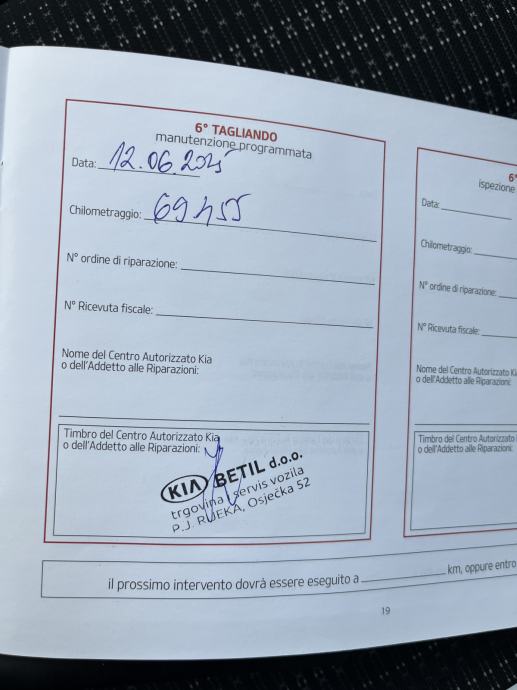 6° TAGLIANDO
manutenzione programmata
Data: 12.06.2025
Chilometraggio:
N° ordine di riparazione:
N° Ricevuta fiscale:
Nome del Centro Autorizzato Kia
o dell'Addetto alle Riparazioni:
Timbro del Centro Autorizzato Kia
o dell'Addetto alle Riparazioni:
KIA BETIL d.o.o.
trgovina i servis vozila
P.J. RIJEKA, Osječka 52
6°
ispezione
Data:
Chilometraggio:
N° ordine di riparazione:
N° Ricevuta fiscale:
Nome del Centro Autorizzato
o dell'Addetto alle Riparazioni:
Timbro del Centro Autorizzato
o dell'Addetto alle Riparazioni:
il prossimo intervento dovrà essere eseguito a km, oppure entro
19